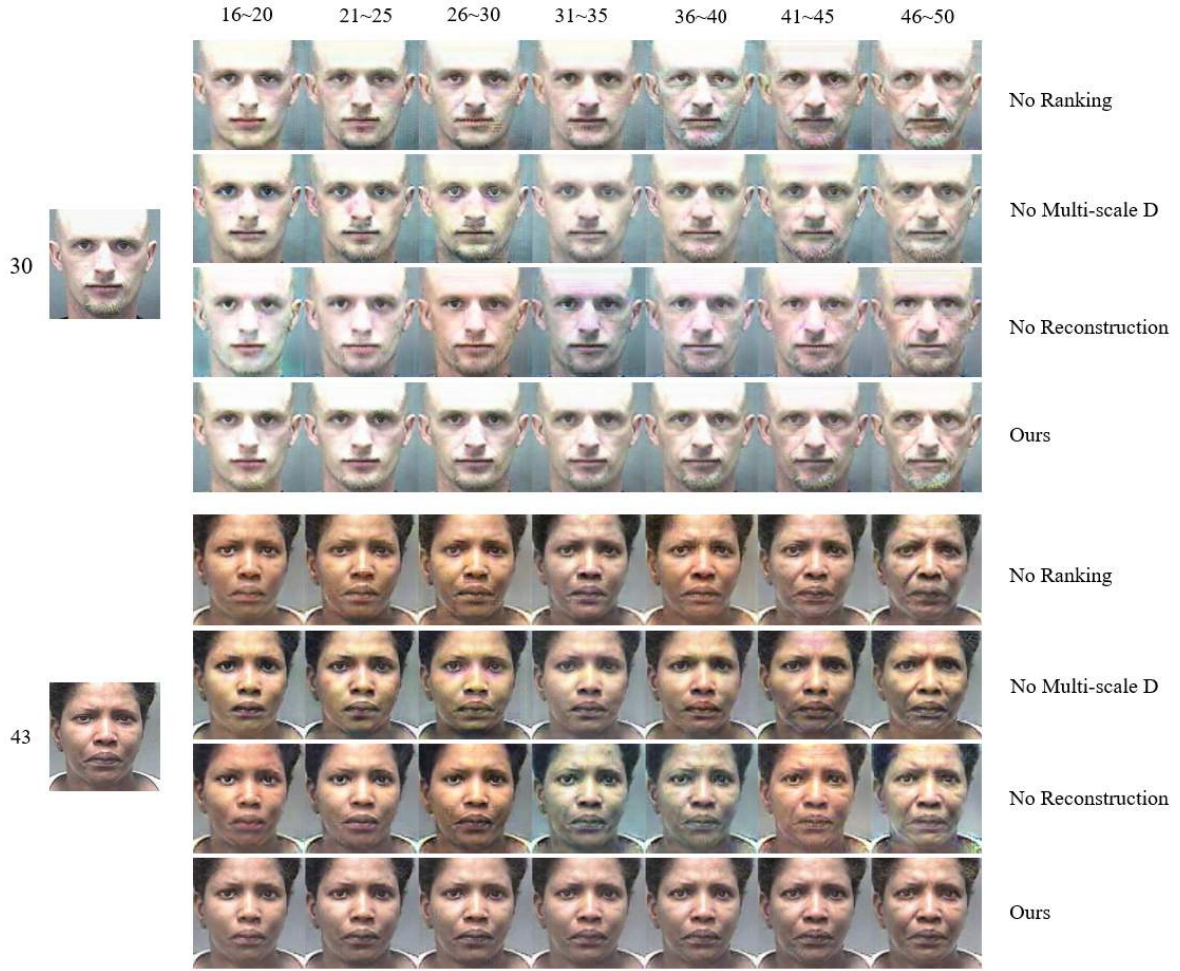 16~20 21~25 26~30 31~35 36~40 41~45 46~50
No Ranking
No Multi-scale D
30
No Reconstruction
Ours
No Ranking
No Multi-scale D
43
No Reconstruction
Ours